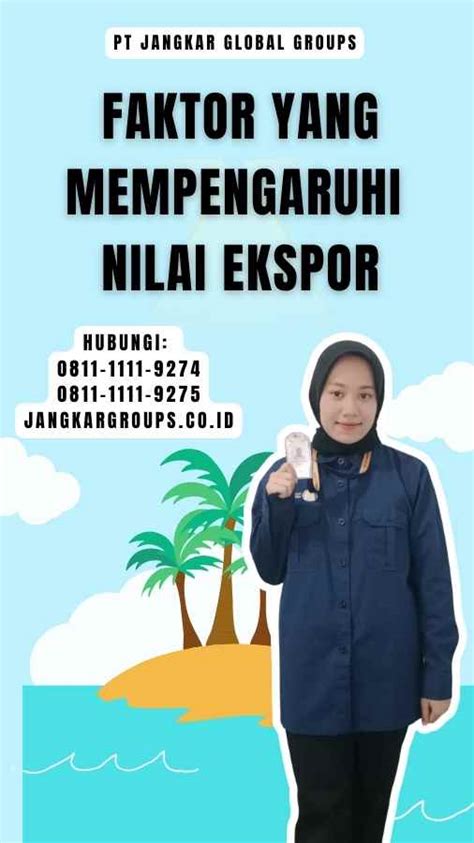 PT JANGKAR GLOBAL GROUPS
FAKTOR YANG
MEMPENGARUHI
NILAI EKSPOR
HUBUNGI:
0811-1111-9274
0811-1111-9275
JANGKARGROUPS.CO.ID